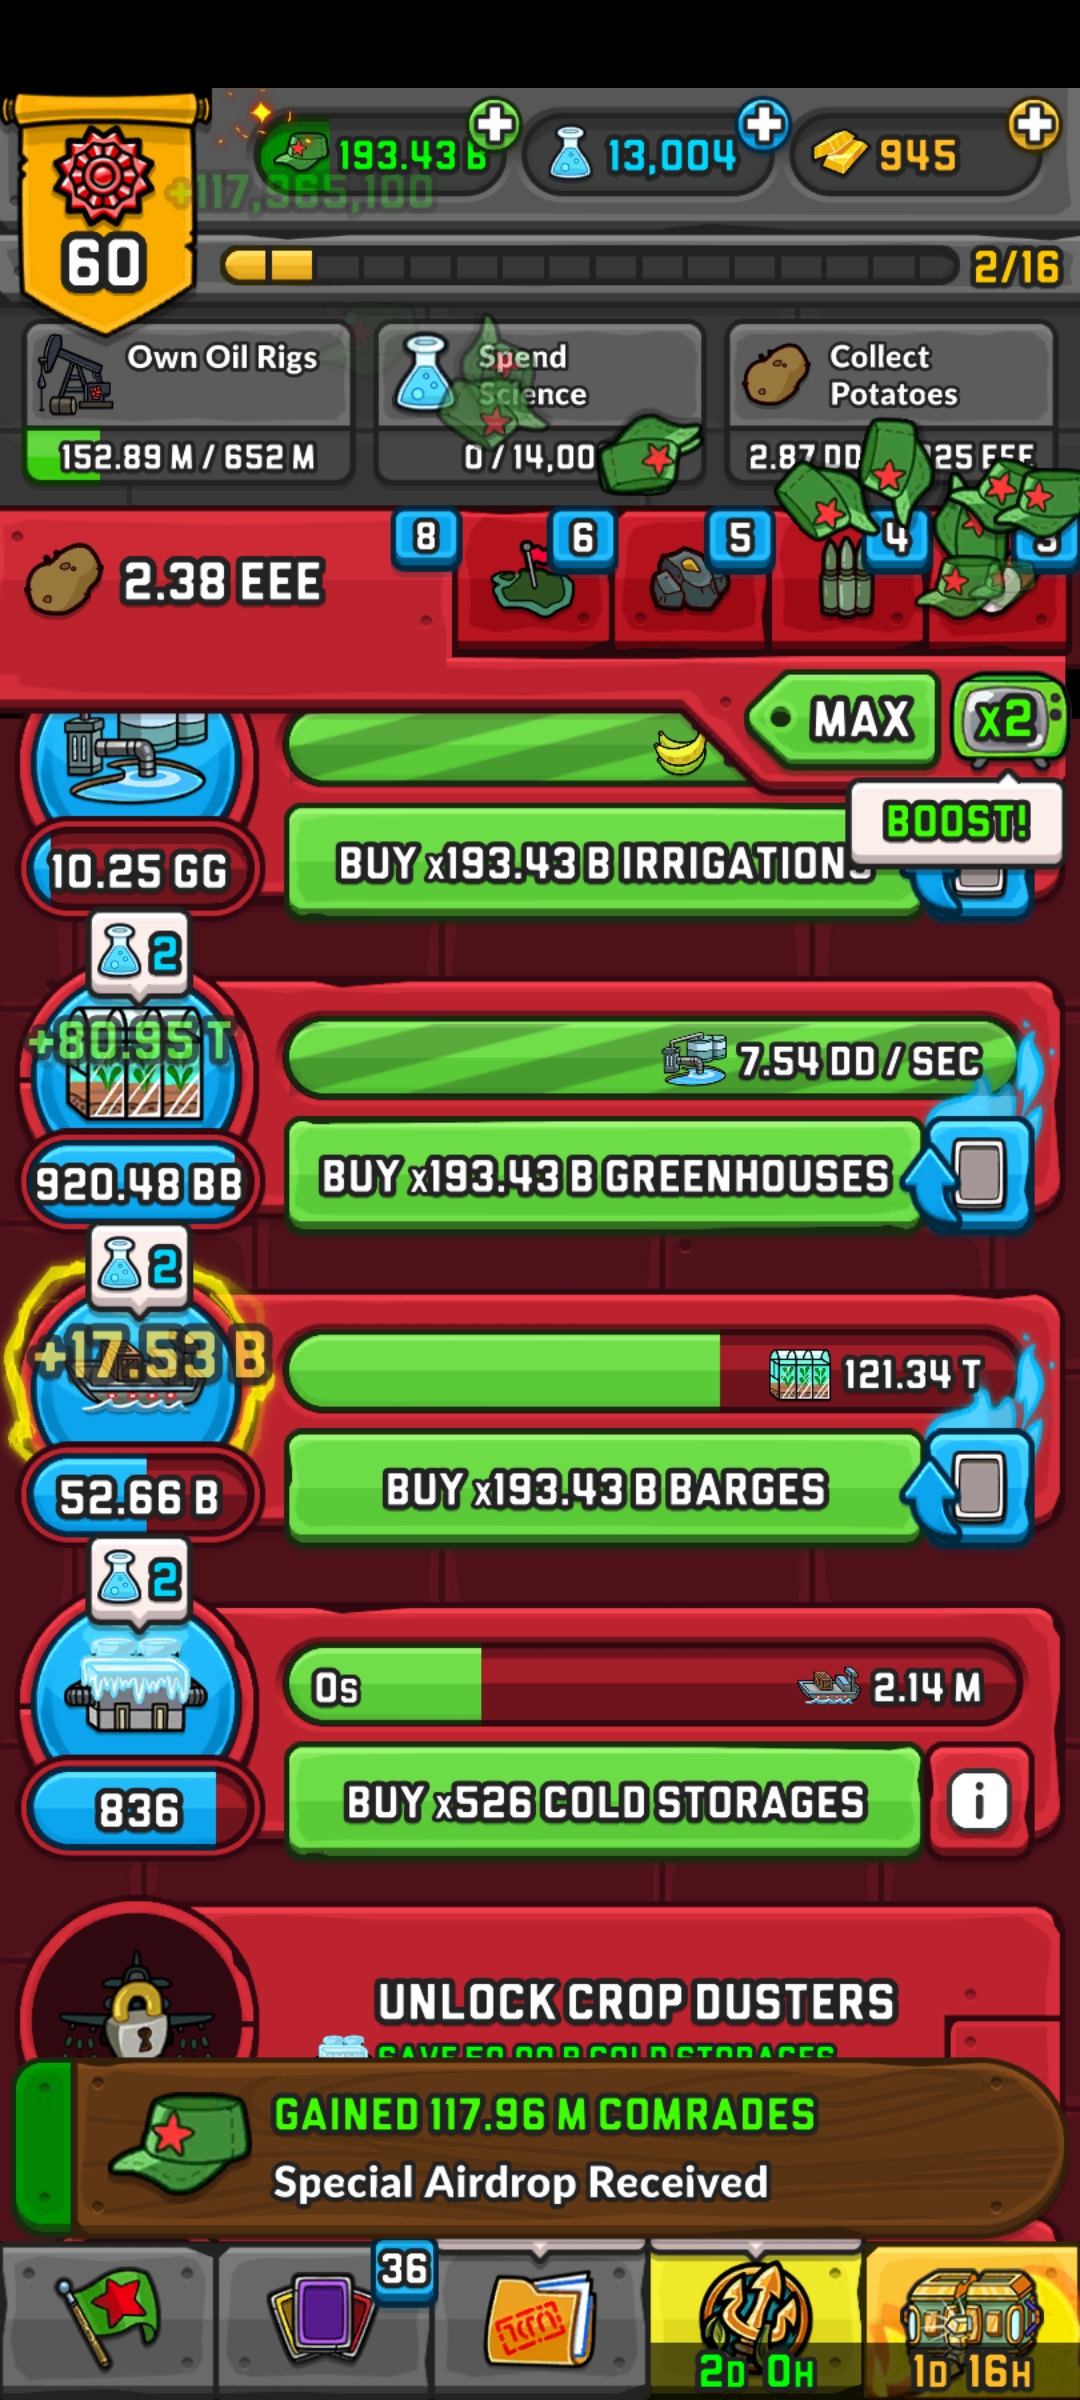 193.43 B
13,004
945
+117,965,100
60
2/16
Own Oil Rigs
152.89 M / 652 M
Spend
Science
0 / 14,00
Collect
Potatoes
2.87 DD
25 EEE
2.38 EEE
8
6
5
4
3
MAX
x2
BOOST!
10.25 GG
BUY x193.43 B IRRIGATIONS
2
+80.95 T
7.54 DD / SEC
920.48 BB
BUY x193.43 B GREENHOUSES
2
+17.53 B
121.34 T
52.66 B
BUY x193.43 B BARGES
2
0s
2.14 M
836
BUY x526 COLD STORAGES
i
UNLOCK CROP DUSTERS
GAINED 117.96 M COMRADES
Special Airdrop Received
36
2D 0H
1D 16H